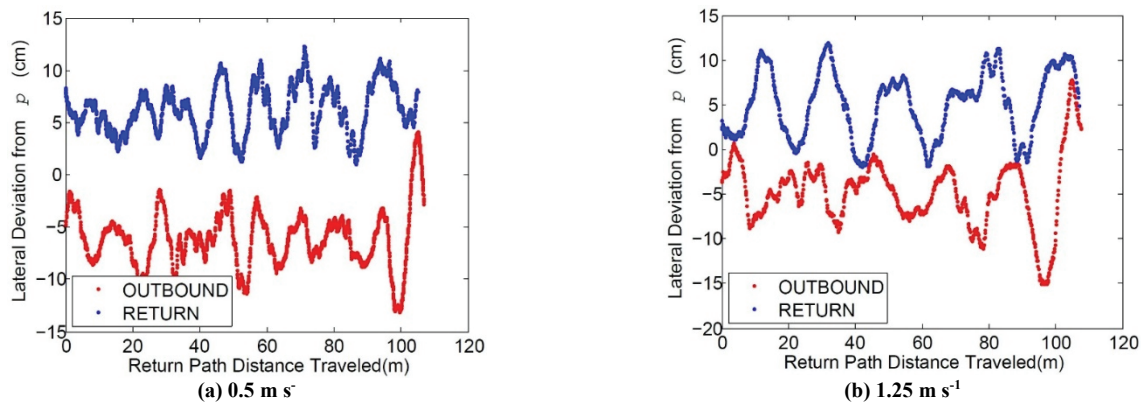 Lateral Deviation from p (cm)
15
10
5
0
−5
−10
−15
OUTBOUND
RETURN
0 20 40 60 80 100 120
Return Path Distance Traveled(m)
(a) 0.5 m s-
Lateral Deviation from p (cm)
15
10
5
0
−5
−10
−15
−20
OUTBOUND
RETURN
0 20 40 60 80 100 120
Return Path Distance Traveled(m)
(b) 1.25 m s-1